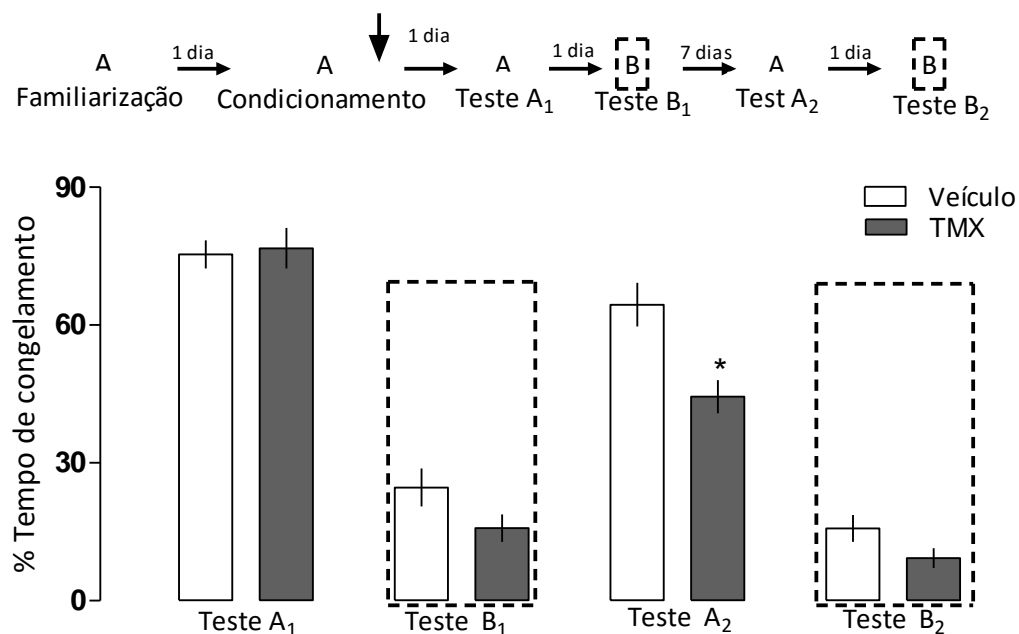 1 dia 1 dia 1 dia 7 dias 1 dia
A A A B A B
Familiarização Condicionamento Teste A₁ Teste B₁ Test A₂ Teste B₂
90
60
30
0
% Tempo de congelamento
Veículo
TMX
*
Teste A₁ Teste B₁ Teste A₂ Teste B₂